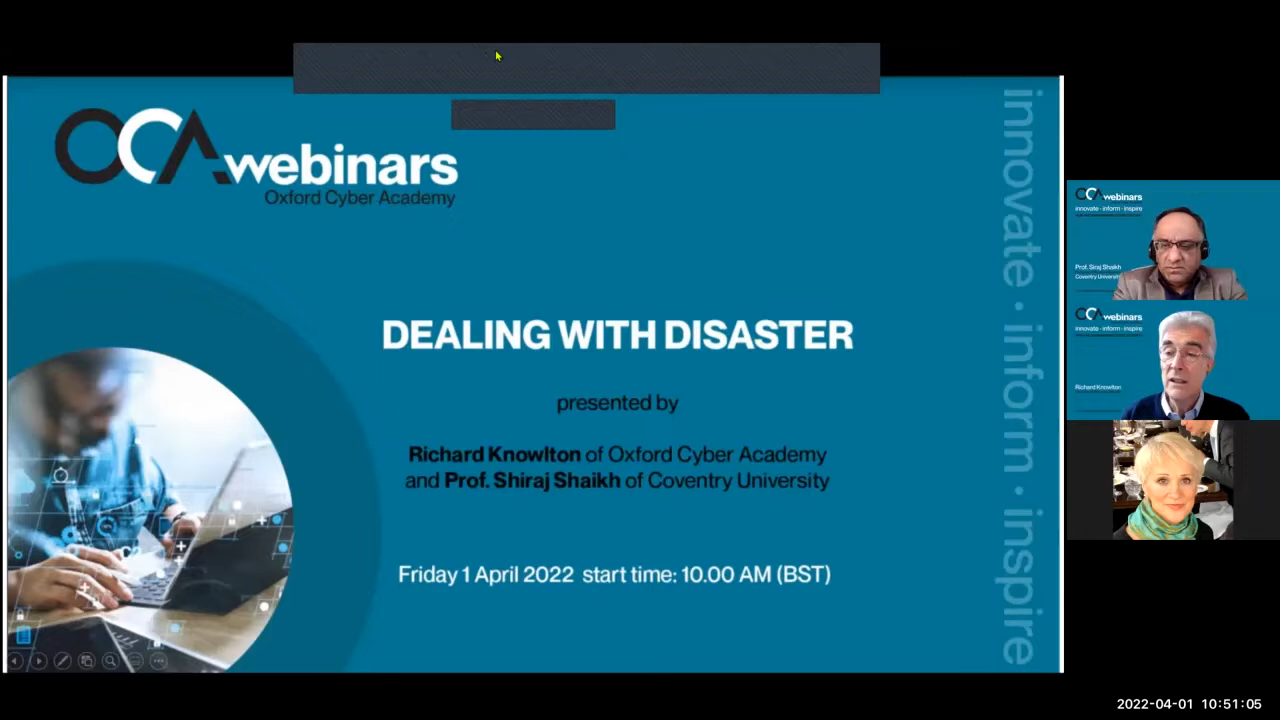 OCA webinars
Oxford Cyber Academy
DEALING WITH DISASTER
presented by
Richard Knowlton of Oxford Cyber Academy
and Prof. Shiraj Shaikh of Coventry University
Friday 1 April 2022 start time: 10.00 AM (BST)
innovate • inform • inspire
OCA webinars
innovate • inform • inspire
Prof. Siraj Shaikh
Coventry University
OCA webinars
innovate • inform • inspire
Richard Knowlton
2022-04-01 10:51:05